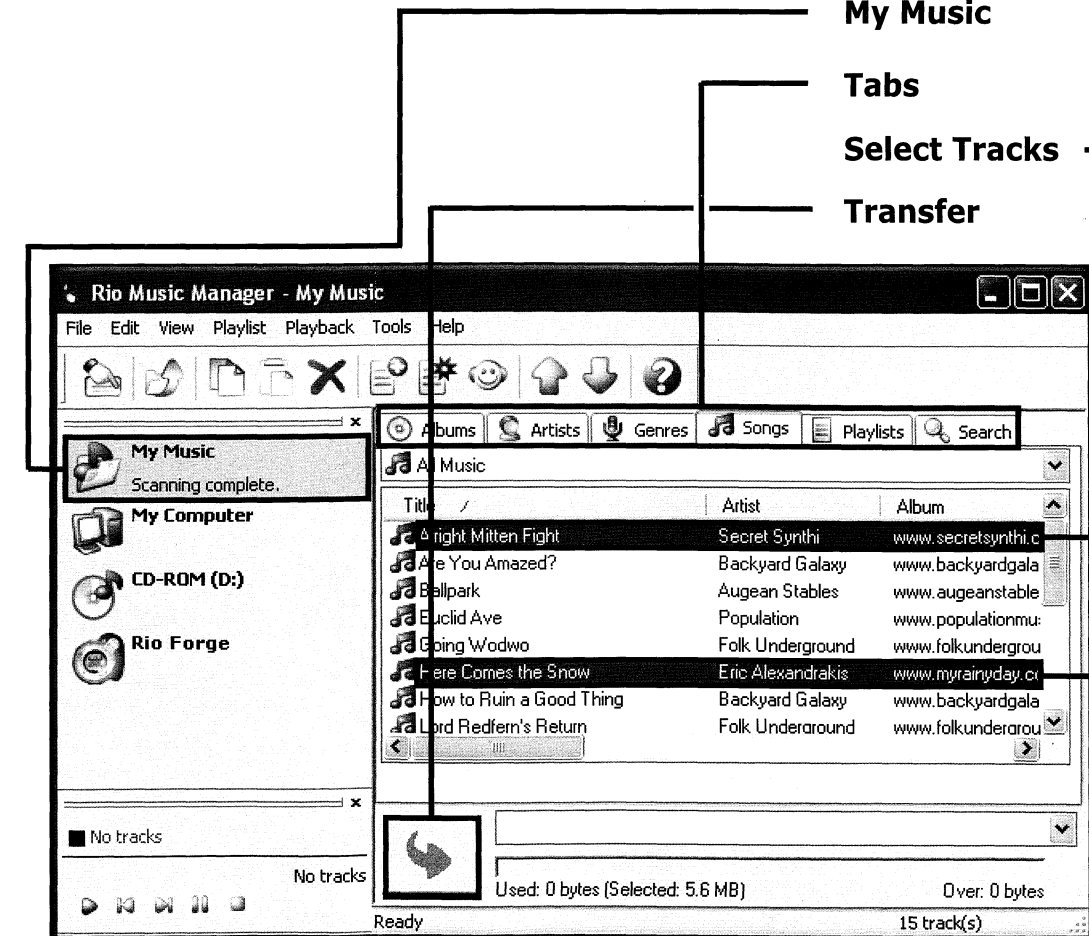 My Music
Tabs
Select Tracks
Transfer
Rio Music Manager - My Music
File Edit View Playlist Playback Tools Help
Albums Artists Genres Songs Playlists Search
My Music
Scanning complete.
My Computer
CD-ROM (D:)
Rio Forge
All Music
Title Artist Album
right Mitten Fight Secret Synthi www.secretsynthi.c
Are You Amazed? Backyard Galaxy www.backyardgala
Ballpark Augean Stables www.augeanstable
Euclid Ave Population www.populationmu
Going Wodwo Folk Underground www.folkundergrou
Here Comes the Snow Eric Alexandrakis www.myrainyday.c
How to Ruin a Good Thing Backyard Galaxy www.backyardgala
Lord Redfern's Return Folk Underground www.folkundergrou
No tracks
No tracks
Used: 0 bytes (Selected: 5.6 MB) Over: 0 bytes
Ready 15 track(s)